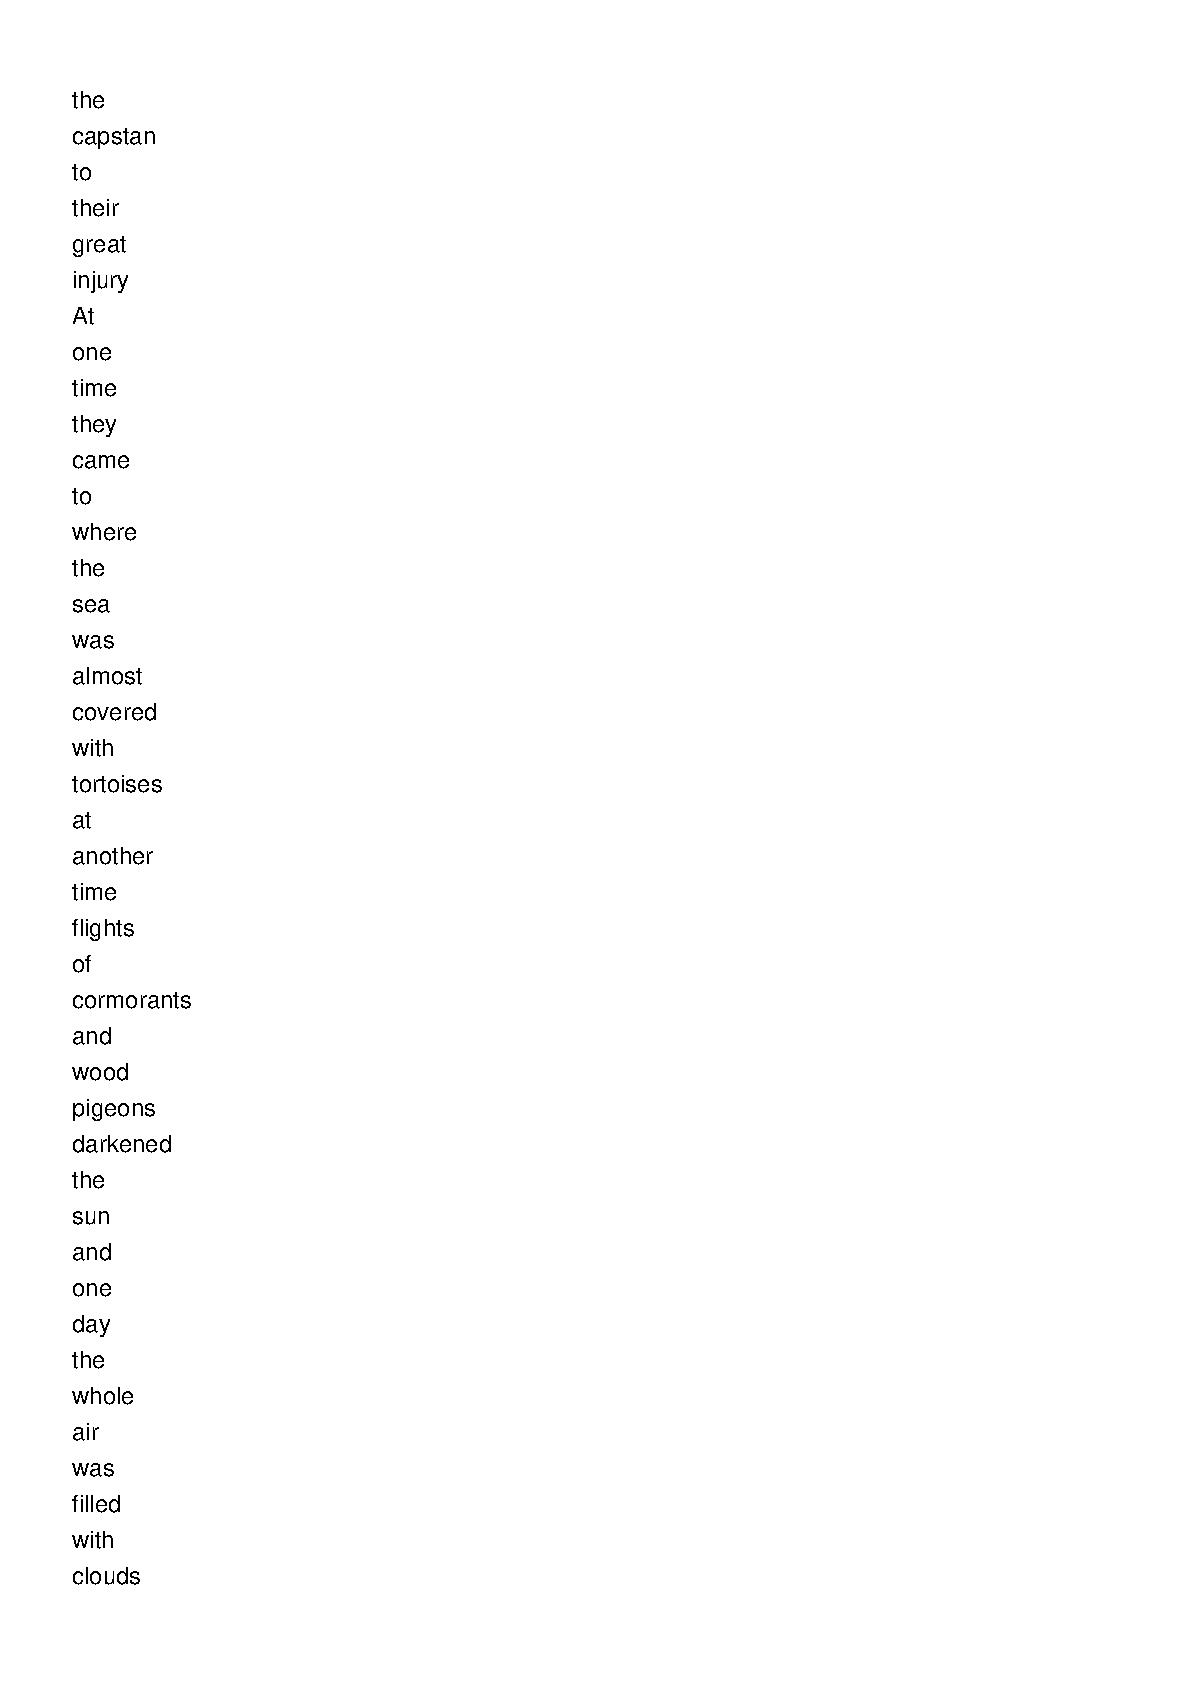 the
capstan
to
their
great
injury
At
one
time
they
came
to
where
the
sea
was
almost
covered
with
tortoises
at
another
time
flights
of
cormorants
and
wood
pigeons
darkened
the
sun
and
one
day
the
whole
air
was
filled
with
clouds